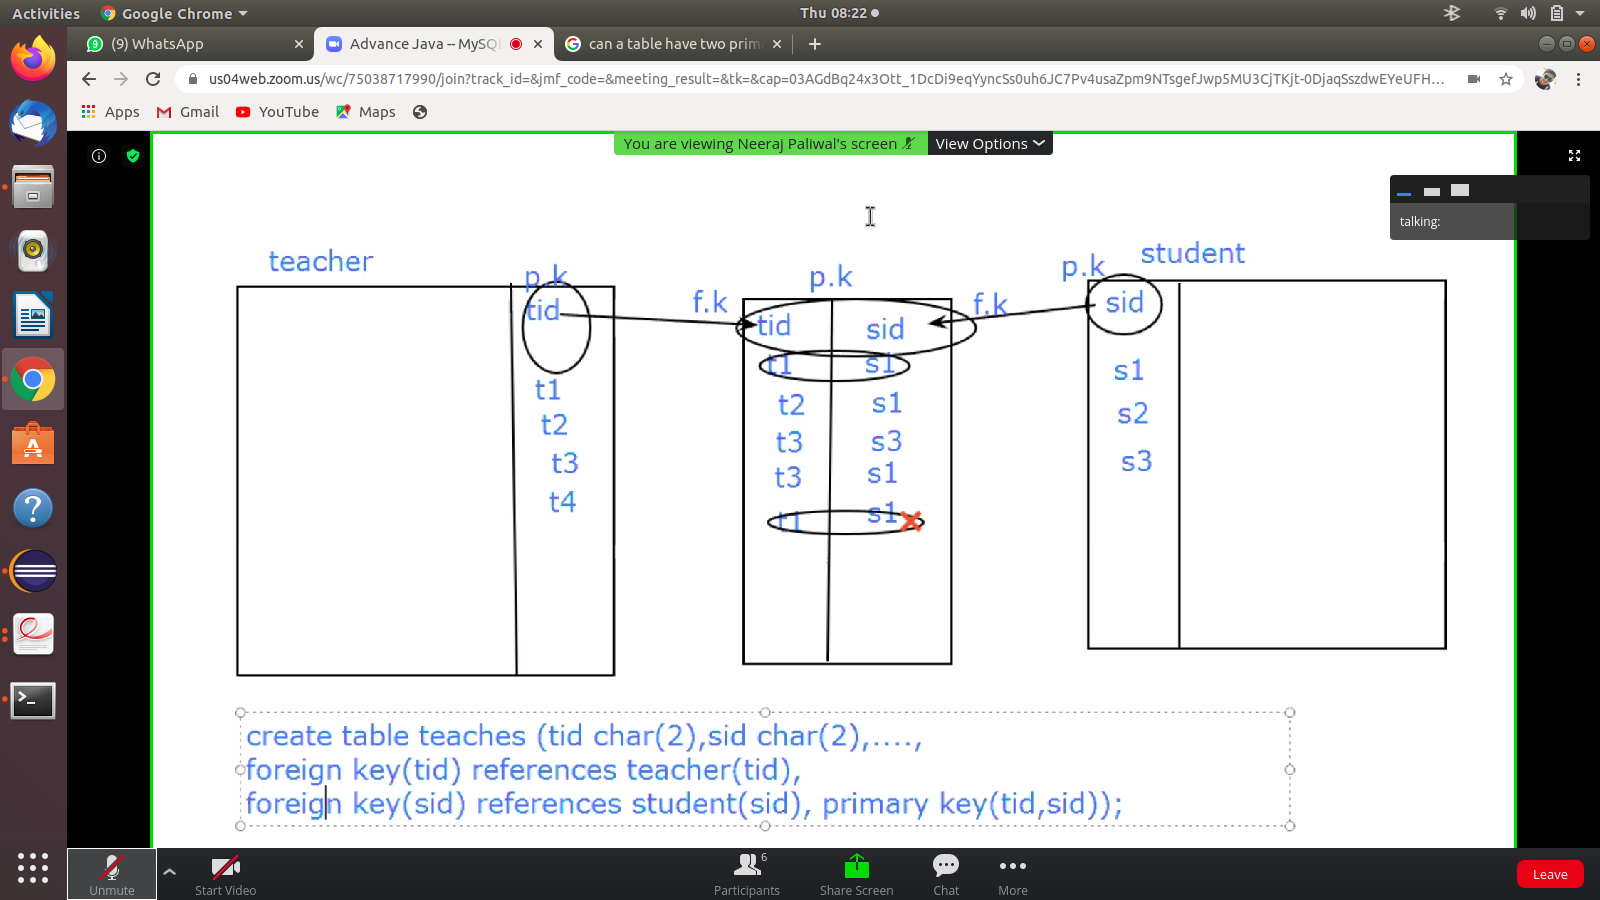 Activities
Google Chrome
Thu 08:22
(9) WhatsApp
Advance Java -- MySQ
can a table have two prim
us04web.zoom.us/wc/75038717990/join?track_id=&jmf_code=&meeting_result=&tk=&cap=03AGdBq24x3Ott_1DcDi9eqYyncSs0uh6JC7Pv4usaZpm9NTsgefJwp5MU3CjTKjt-0DjaqSszdwEYeUFH...
Apps
Gmail
YouTube
Maps
You are viewing Neeraj Paliwal's screen
View Options
talking:
teacher
p.k
tid
t1
t2
t3
t4
f.k
p.k
f.k
tid sid
t1 s1
t2 s1
t3 s3
t3 s1
t1 s1
student
p.k
sid
s1
s2
s3
create table teaches (tid char(2),sid char(2),....,
foreign key(tid) references teacher(tid),
foreign key(sid) references student(sid), primary key(tid,sid));
Unmute
Start Video
6
Participants
Share Screen
Chat
More
Leave